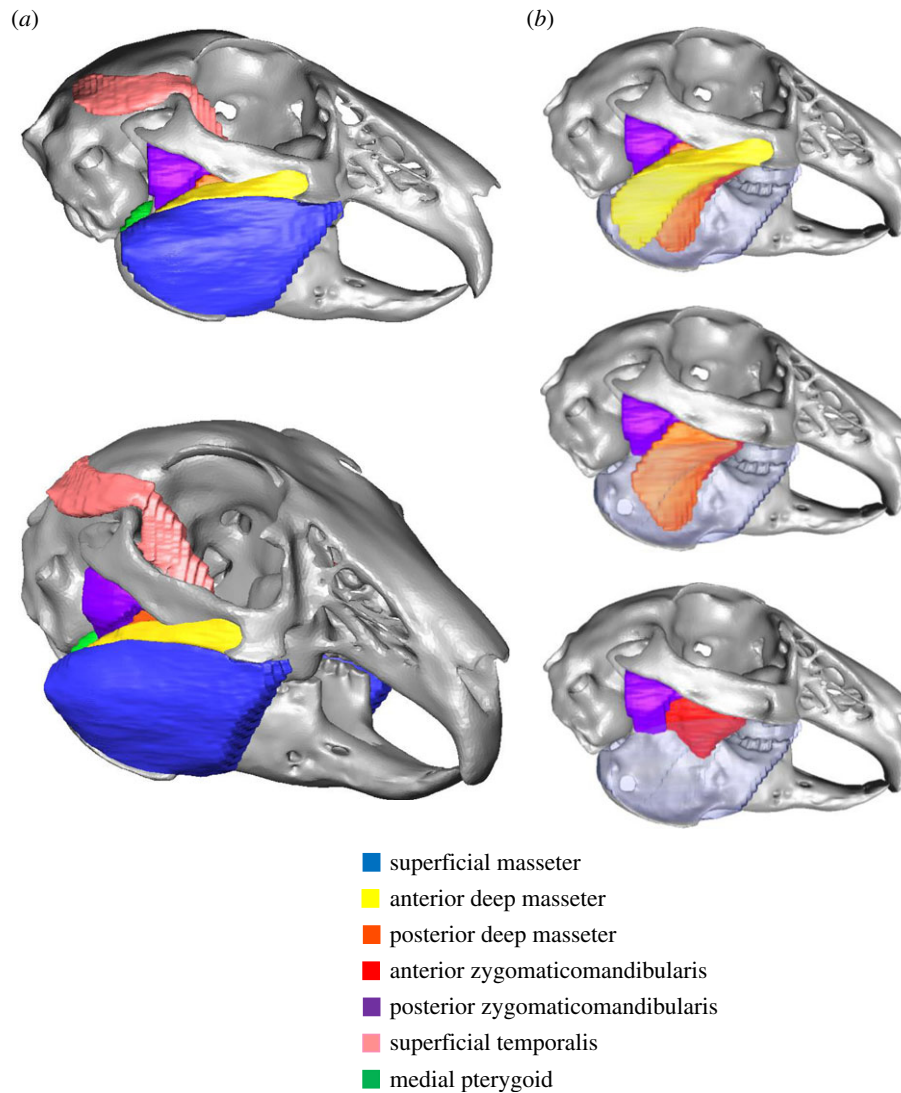 (a)
(b)
superficial masseter
anterior deep masseter
posterior deep masseter
anterior zygomaticomandibularis
posterior zygomaticomandibularis
superficial temporalis
medial pterygoid